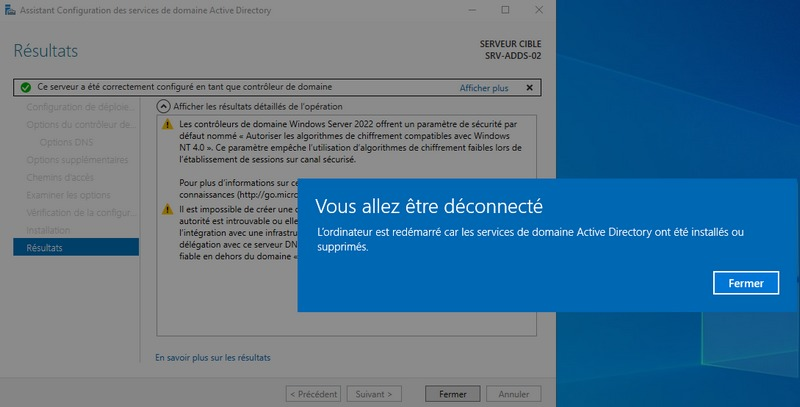 Assistant Configuration des services de domaine Active Directory
Résultats
SERVEUR CIBLE
SRV-ADDS-02
Ce serveur a été correctement configuré en tant que contrôleur de domaine
Afficher plus
Configuration de déploie...
Options du contrôleur de...
Options DNS
Options supplémentaires
Chemins d'accès
Examiner les options
Vérification de la configur...
Installation
Résultats
Afficher les résultats détaillés de l'opération
Les contrôleurs de domaine Windows Server 2022 offrent un paramètre de sécurité par
défaut nommé « Autoriser les algorithmes de chiffrement compatibles avec Windows
NT 4.0 ». Ce paramètre empêche l'utilisation d'algorithmes de chiffrement faibles lors de
l'établissement de sessions sur canal sécurisé.
Pour plus d'informations sur ce
connaissances (http://go.micro
Il est impossible de créer une d
autorité est introuvable ou elle
l'intégration avec une infrastru
délégation avec ce serveur DN
fiable en dehors du domaine «
Vous allez être déconnecté
L'ordinateur est redémarré car les services de domaine Active Directory ont été installés ou
supprimés.
Fermer
En savoir plus sur les résultats
< Précédent
Suivant >
Fermer
Annuler